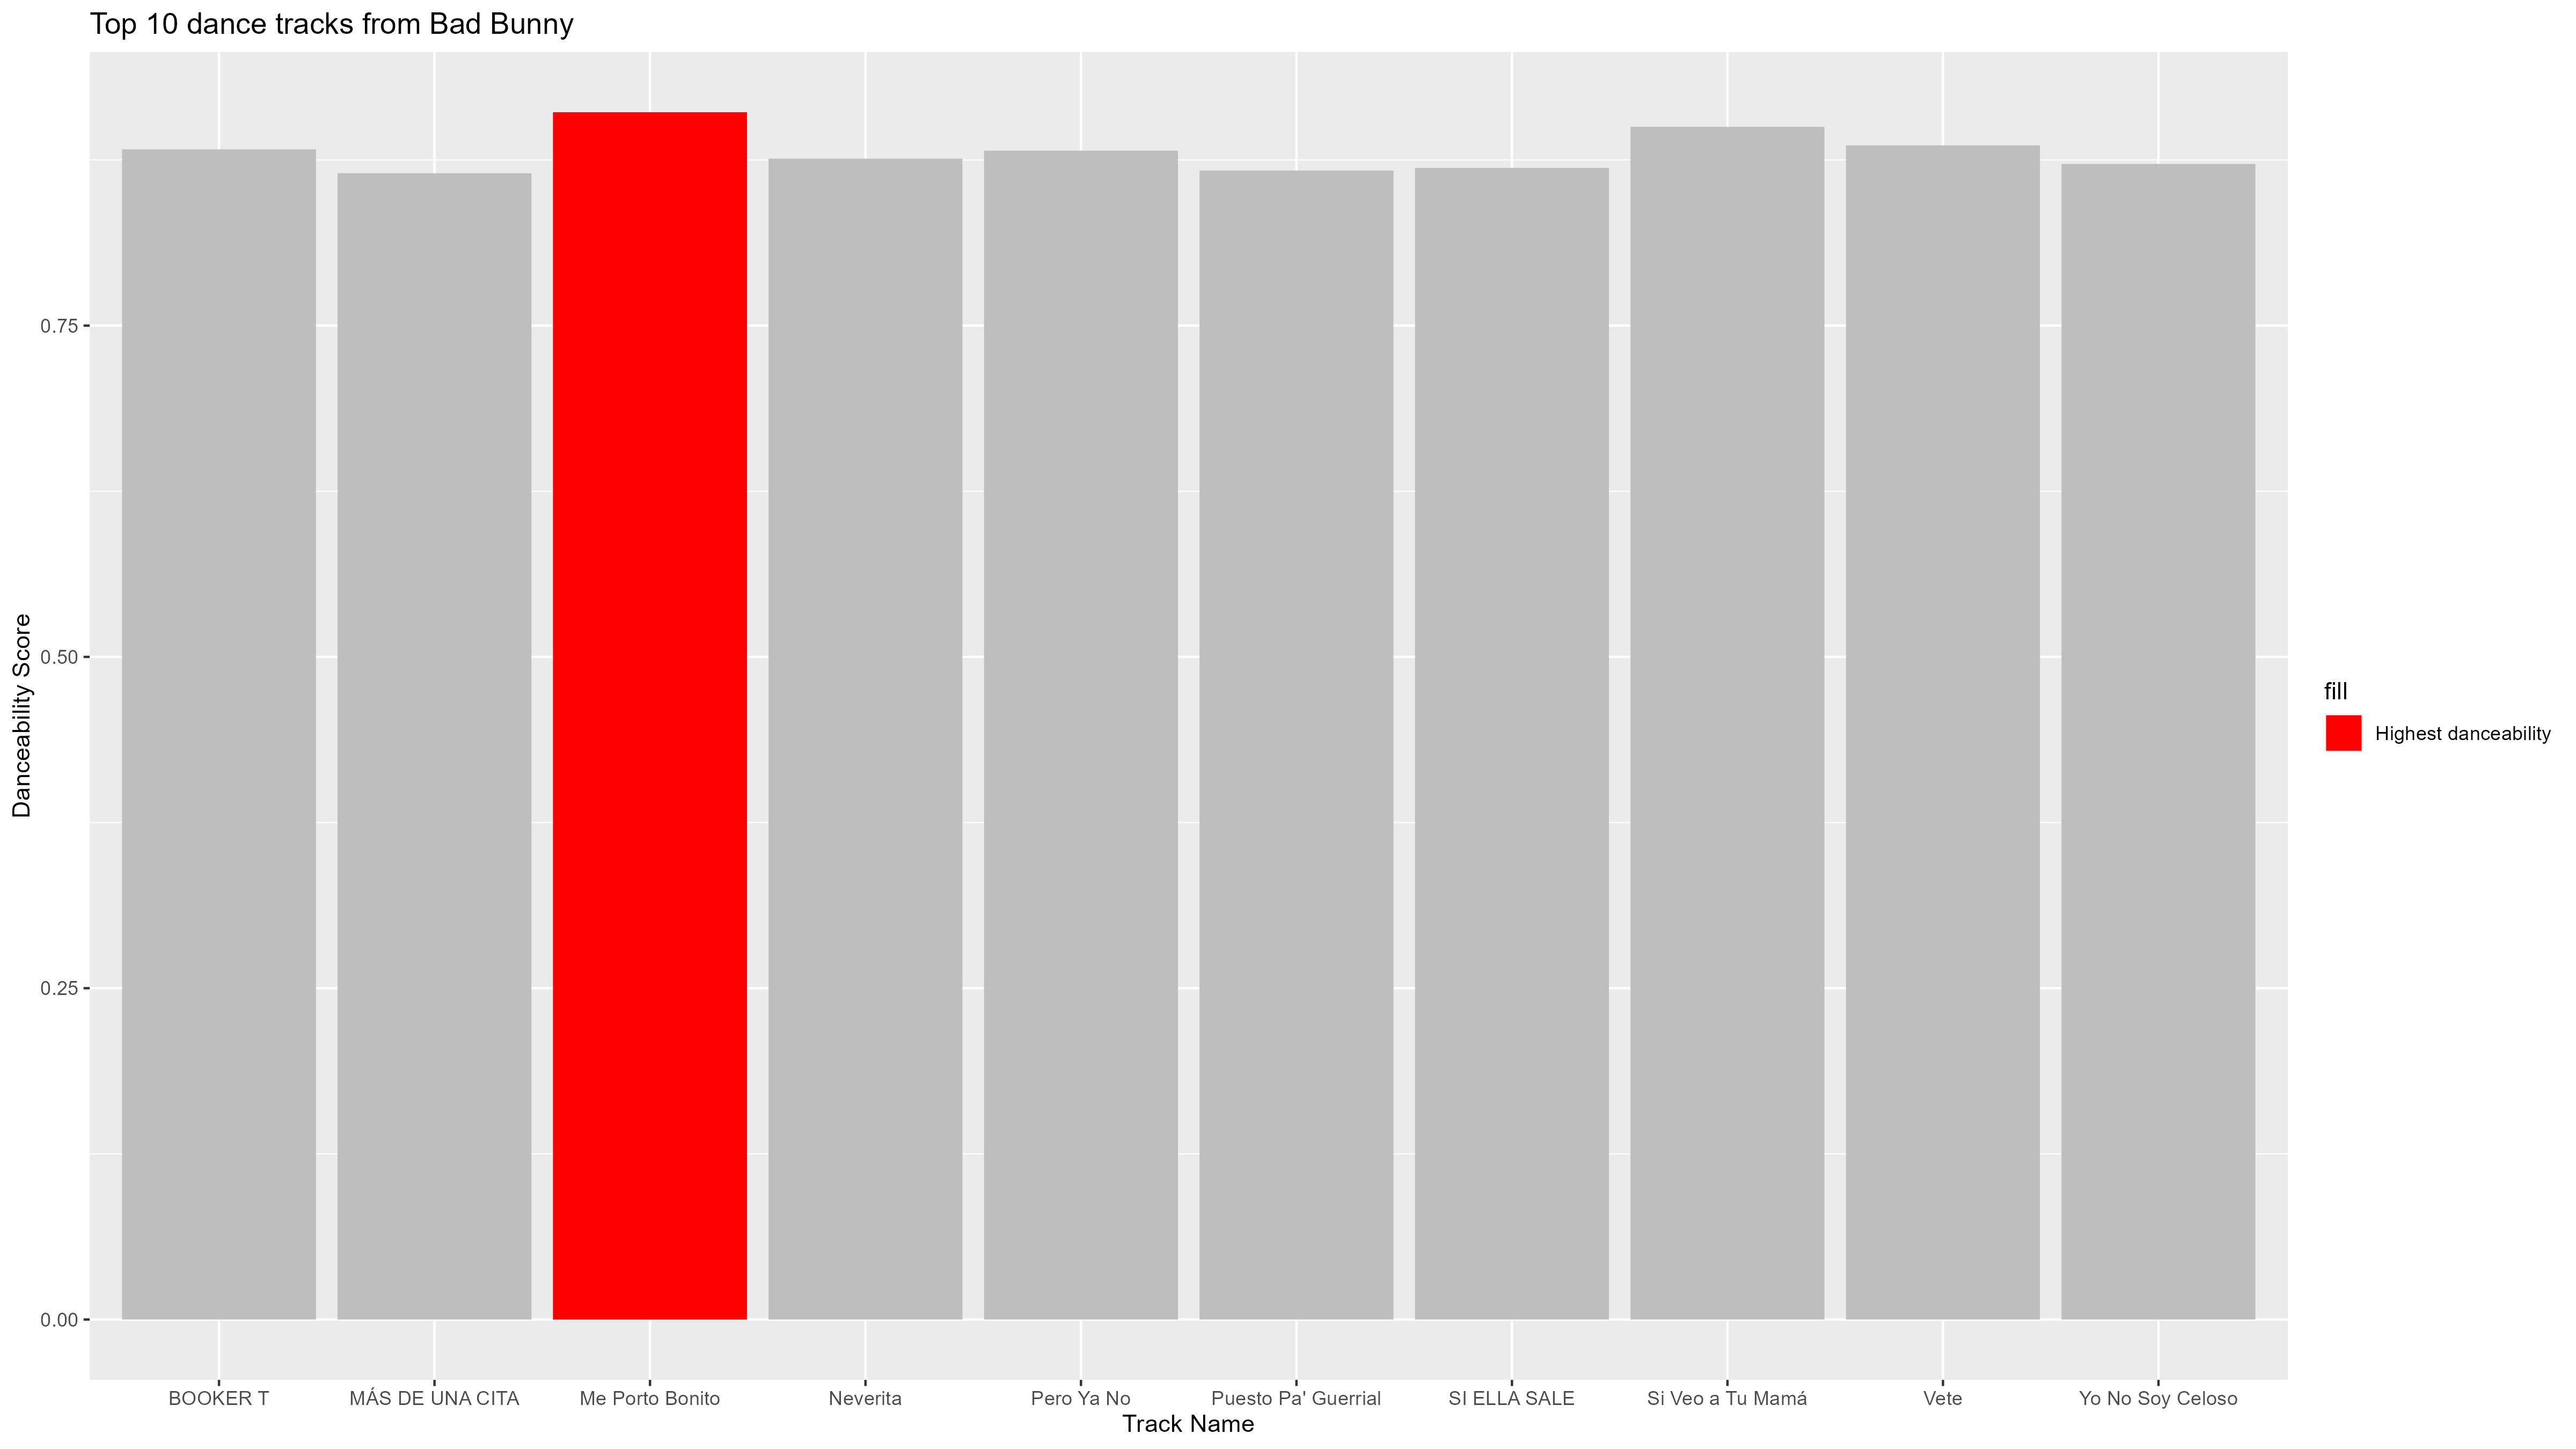 Top 10 dance tracks from Bad Bunny
Danceability Score
0.75
0.50
0.25
0.00
BOOKER T
MÁS DE UNA CITA
Me Porto Bonito
Neverita
Pero Ya No
Puesto Pa' Guerrial
SI ELLA SALE
Si Veo a Tu Mamá
Vete
Yo No Soy Celoso
Track Name
fill
Highest danceability